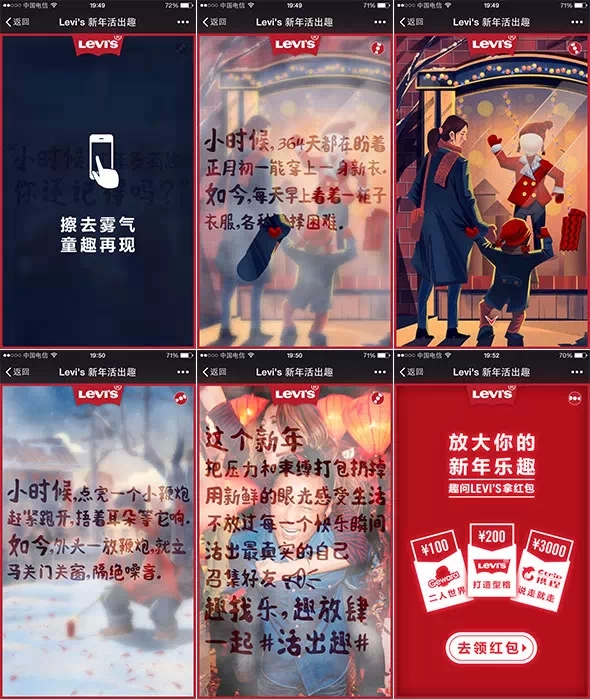 中国电信 19:49 72%
返回 Levi's 新年活出趣
Levi's
擦去雾气
童趣再现
中国电信 19:49 71%
返回 Levi's 新年活出趣
Levi's
小时候,364天都在盼着
正月初一能穿上一身新衣.
如今,每天早上看着一柜子
衣服,各种 择困难.
中国电信 19:49 71%
返回 Levi's 新年活出趣
Levi's
中国电信 19:50 71%
返回 Levi's 新年活出趣
Levi's
小时候,点完一个小鞭炮
赶紧跑开,捂着耳朵等它响.
如今,外头一放鞭炮,就立
马关门关窗,隔绝噪音.
中国电信 19:50 71%
返回 Levi's 新年活出趣
Levi's
这个新年
把压力和束缚打包扔掉
用新鲜的眼光感受生活
不放过每一个快乐瞬间
活出最真实的自己
召集好友
趣找乐,趣放肆
一起#活出趣#
中国电信 19:52 70%
返回 Levi's 新年活出趣
Levi's
放大你的
新年乐趣
趣问LEVI'S拿红包
¥100
Gewara
二人世界
¥200
Levi's
打造型格
¥3000
Ctrip
携程
说走就走
去领红包